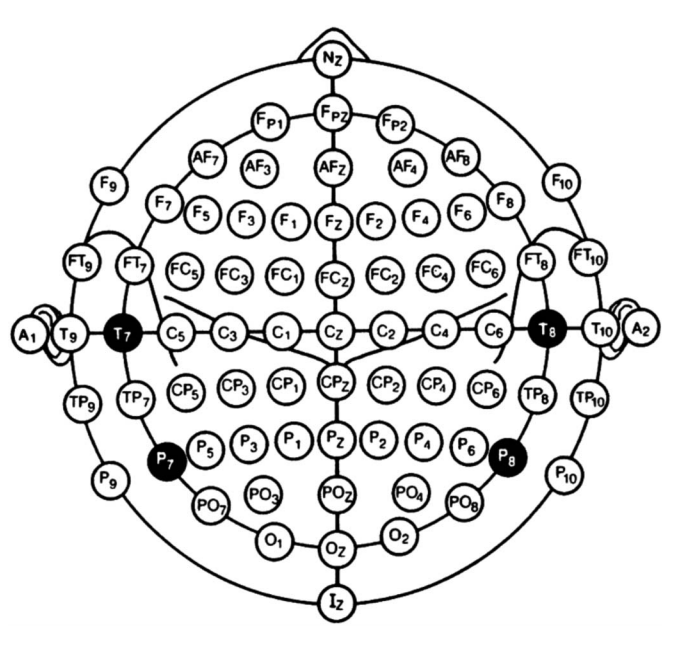 Nz
Fp1 Fpz Fp2
AF7 AF3 AFz AF4 AF8
F9 F7 F5 F3 F1 Fz F2 F4 F6 F8 F10
FT9 FT7 FC5 FC3 FC1 FCz FC2 FC4 FC6 FT8 FT10
A1 T9 T7 C5 C3 C1 Cz C2 C4 C6 T8 T10 A2
TP9 TP7 CP5 CP3 CP1 CPz CP2 CP4 CP6 TP8 TP10
P9 P7 P5 P3 P1 Pz P2 P4 P6 P8 P10
PO7 PO3 POz PO4 PO8
O1 Oz O2
Iz